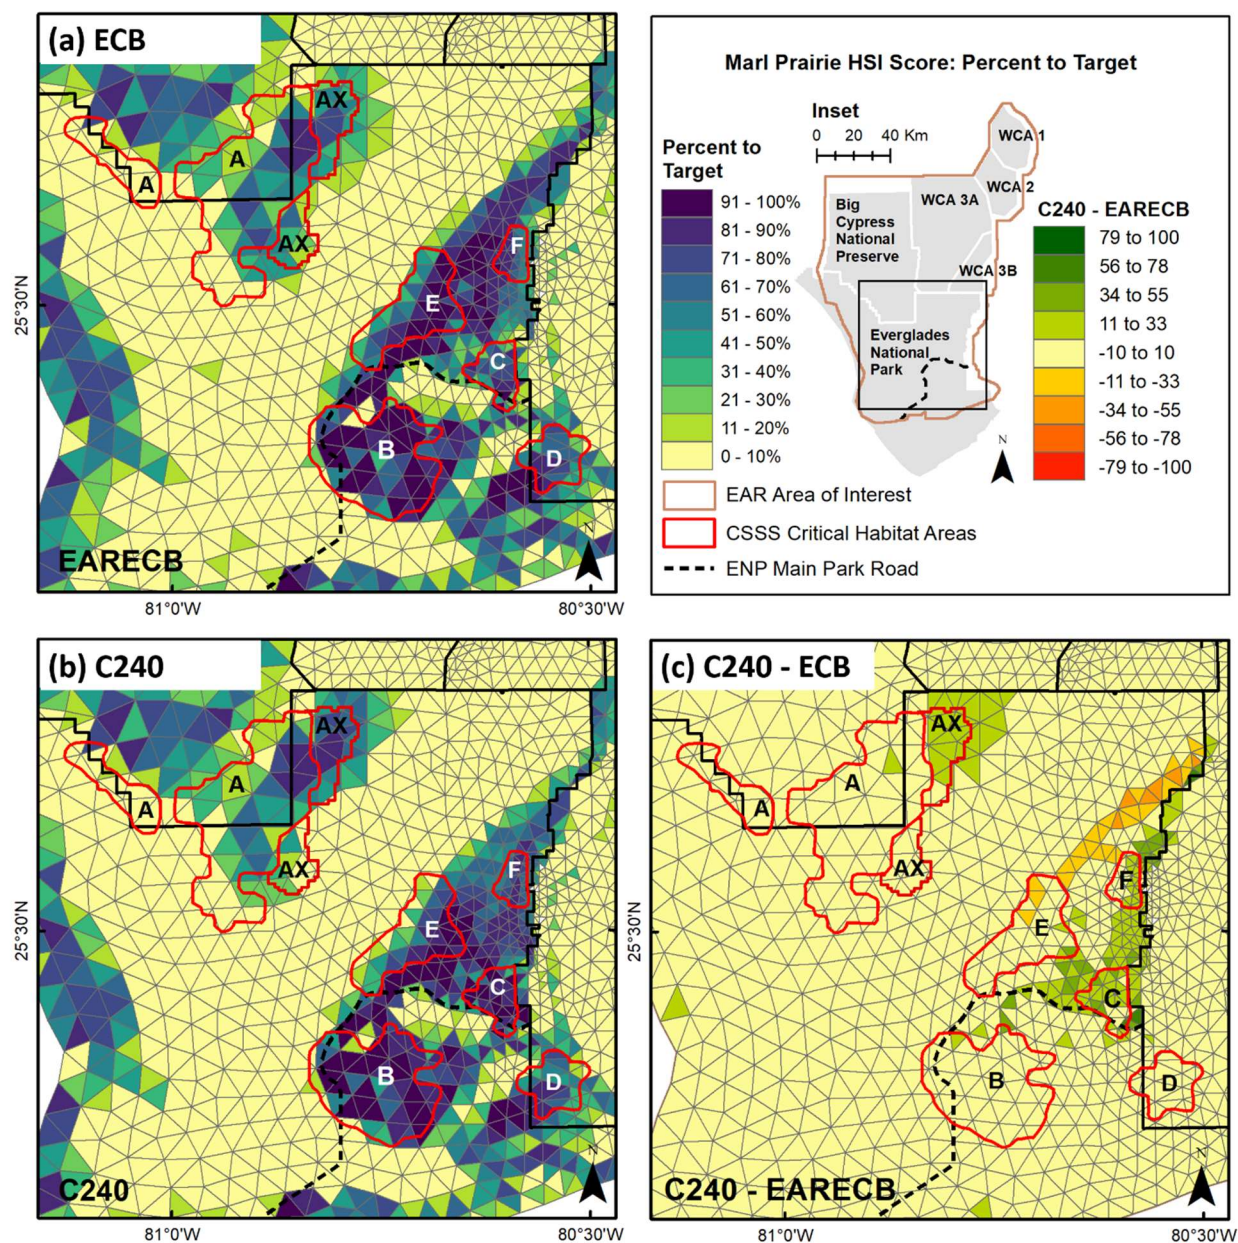 (a) ECB
A
A
AX
AX
E
F
C
B
D
EARECB
N
25°30'N
81°0'W
80°30'W
Marl Prairie HSI Score: Percent to Target
Inset
0 20 40 Km
Percent to
Target
91 - 100%
81 - 90%
71 - 80%
61 - 70%
51 - 60%
41 - 50%
31 - 40%
21 - 30%
11 - 20%
0 - 10%
WCA 1
WCA 2
WCA 3A
WCA 3B
Big
Cypress
National
Preserve
Everglades
National
Park
N
C240 - EARECB
79 to 100
56 to 78
34 to 55
11 to 33
-10 to 10
-11 to -33
-34 to -55
-56 to -78
-79 to -100
EAR Area of Interest
CSSS Critical Habitat Areas
ENP Main Park Road
(b) C240
AX
A
A
AX
F
E
C
B
D
C240
N
25°30'N
81°0'W
80°30'W
(c) C240 - ECB
AX
A
A
AX
F
E
C
B
D
C240 - EARECB
N
25°30'N
81°0'W
80°30'W